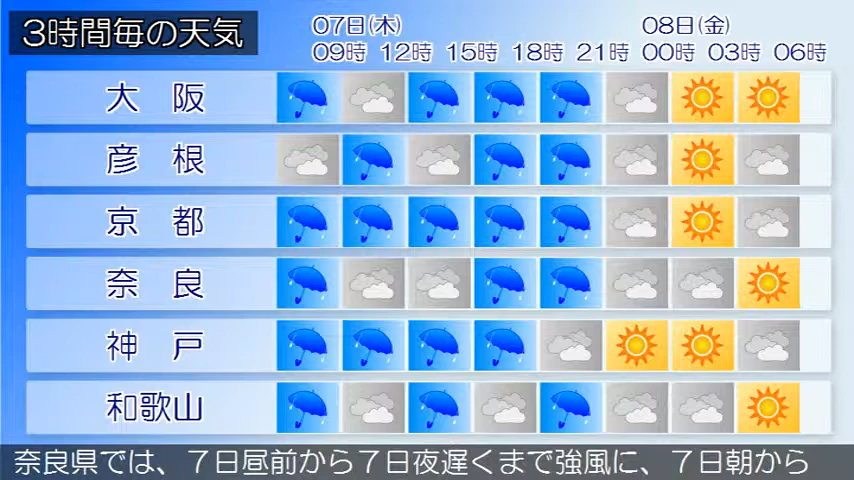 3時間毎の天気
07日(木) 08日(金)
09時 12時 15時 18時 21時 00時 03時 06時
大阪
彦根
京都
奈良
神戸
和歌山
奈良県では、７日昼前から７日夜遅くまで強風に、７日朝から